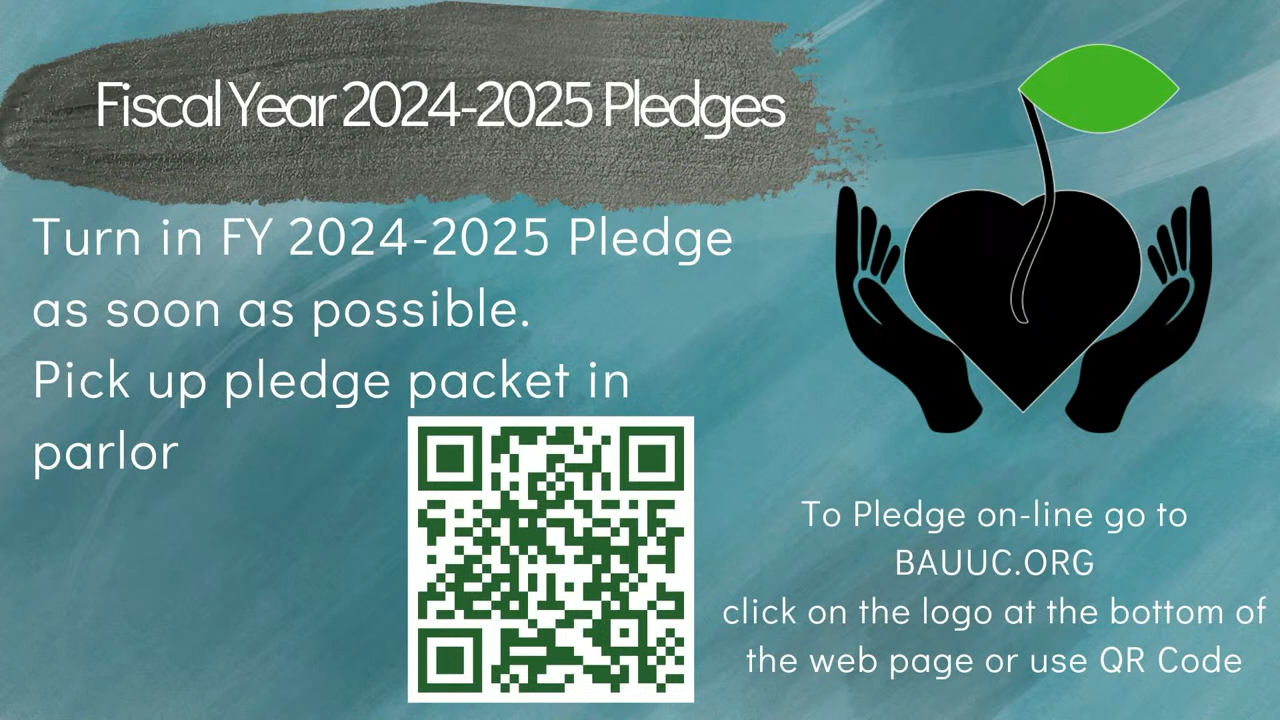 Fiscal Year 2024-2025 Pledges
Turn in FY 2024-2025 Pledge
as soon as possible.
Pick up pledge packet in
parlor
To Pledge on-line go to
BAUUC.ORG
click on the logo at the bottom of
the web page or use QR Code